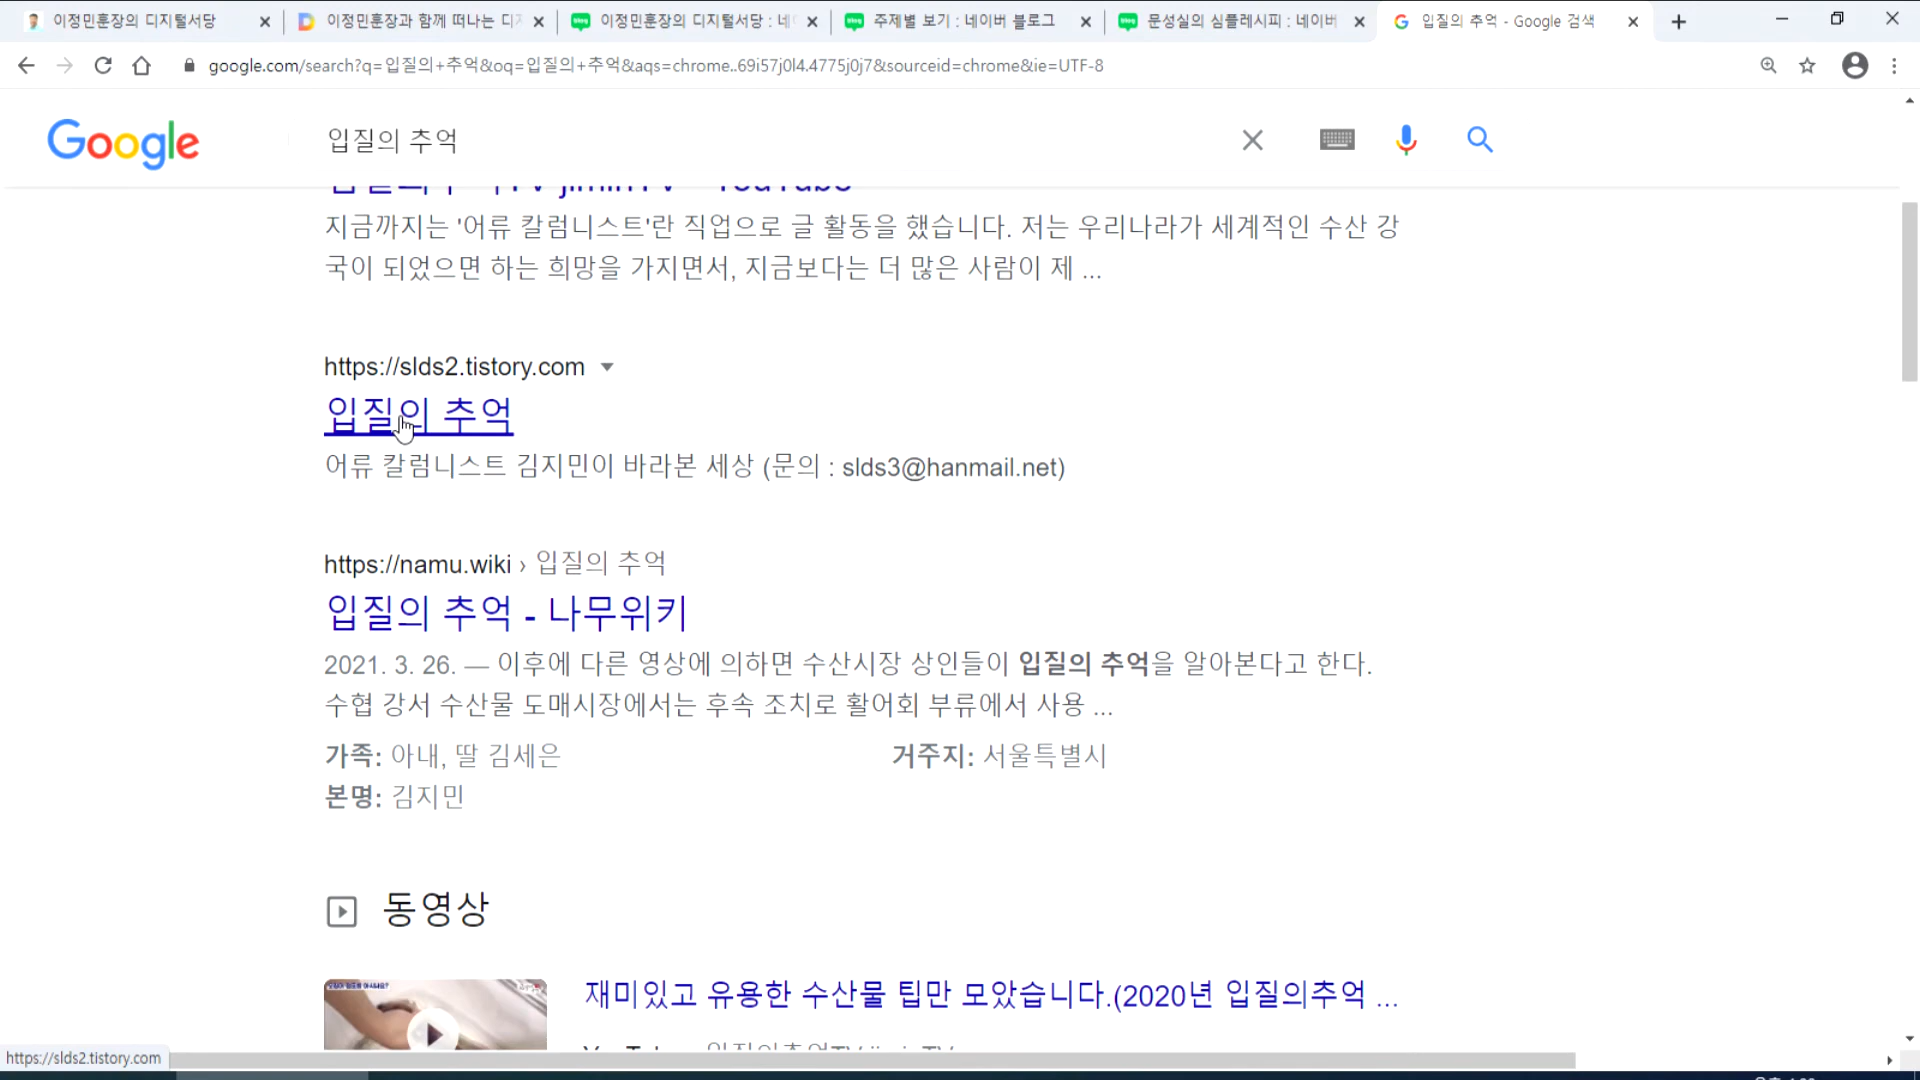 이정민훈장의 디지털서당
이정민훈장과 함께 떠나는 디
이정민훈장의 디지털서당 : 네
주제별 보기 : 네이버 블로그
문성실의 심플레시피 : 네이버
입질의 추억 - Google 검색
google.com/search?q=입질의+추억&oq=입질의+추억&aqs=chrome..69i57j0l4.4775j0j7&sourceid=chrome&ie=UTF-8
Google
입질의 추억
지금까지는 '어류 칼럼니스트'란 직업으로 글 활동을 했습니다. 저는 우리나라가 세계적인 수산 강
국이 되었으면 하는 희망을 가지면서, 지금보다는 더 많은 사람이 제 ...
https://slds2.tistory.com
입질의 추억
어류 칼럼니스트 김지민이 바라본 세상 (문의 : slds3@hanmail.net)
https://namu.wiki › 입질의 추억
입질의 추억 - 나무위키
2021. 3. 26. — 이후에 다른 영상에 의하면 수산시장 상인들이 입질의 추억을 알아본다고 한다.
수협 강서 수산물 도매시장에서는 후속 조치로 활어회 부류에서 사용 ...
가족: 아내, 딸 김세은
거주지: 서울특별시
본명: 김지민
동영상
재미있고 유용한 수산물 팁만 모았습니다.(2020년 입질의추억 ...
https://slds2.tistory.com